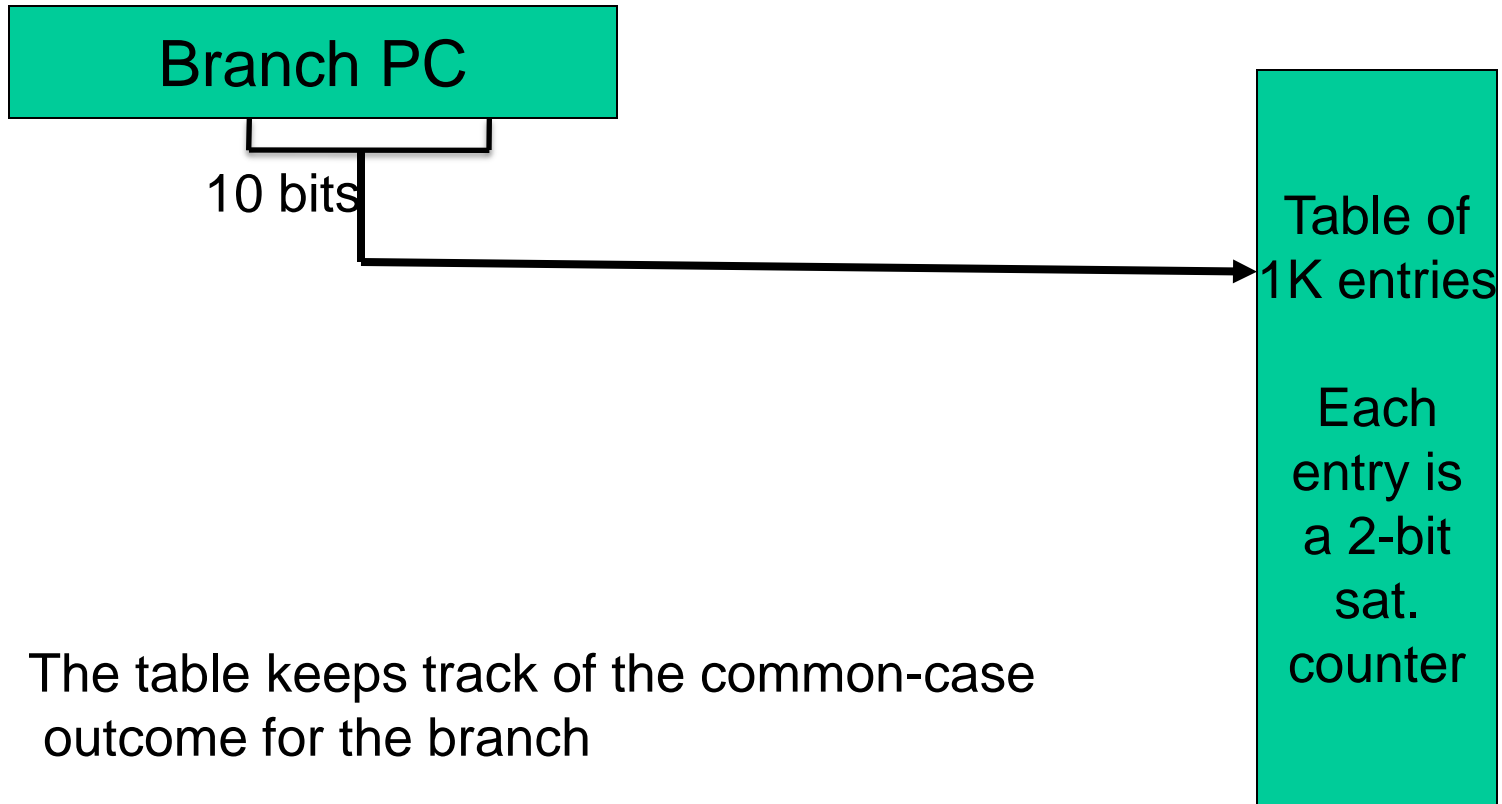 Branch PC
10 bits
Table of
1K entries
Each
entry is
a 2-bit
sat.
counter
The table keeps track of the common-case
outcome for the branch